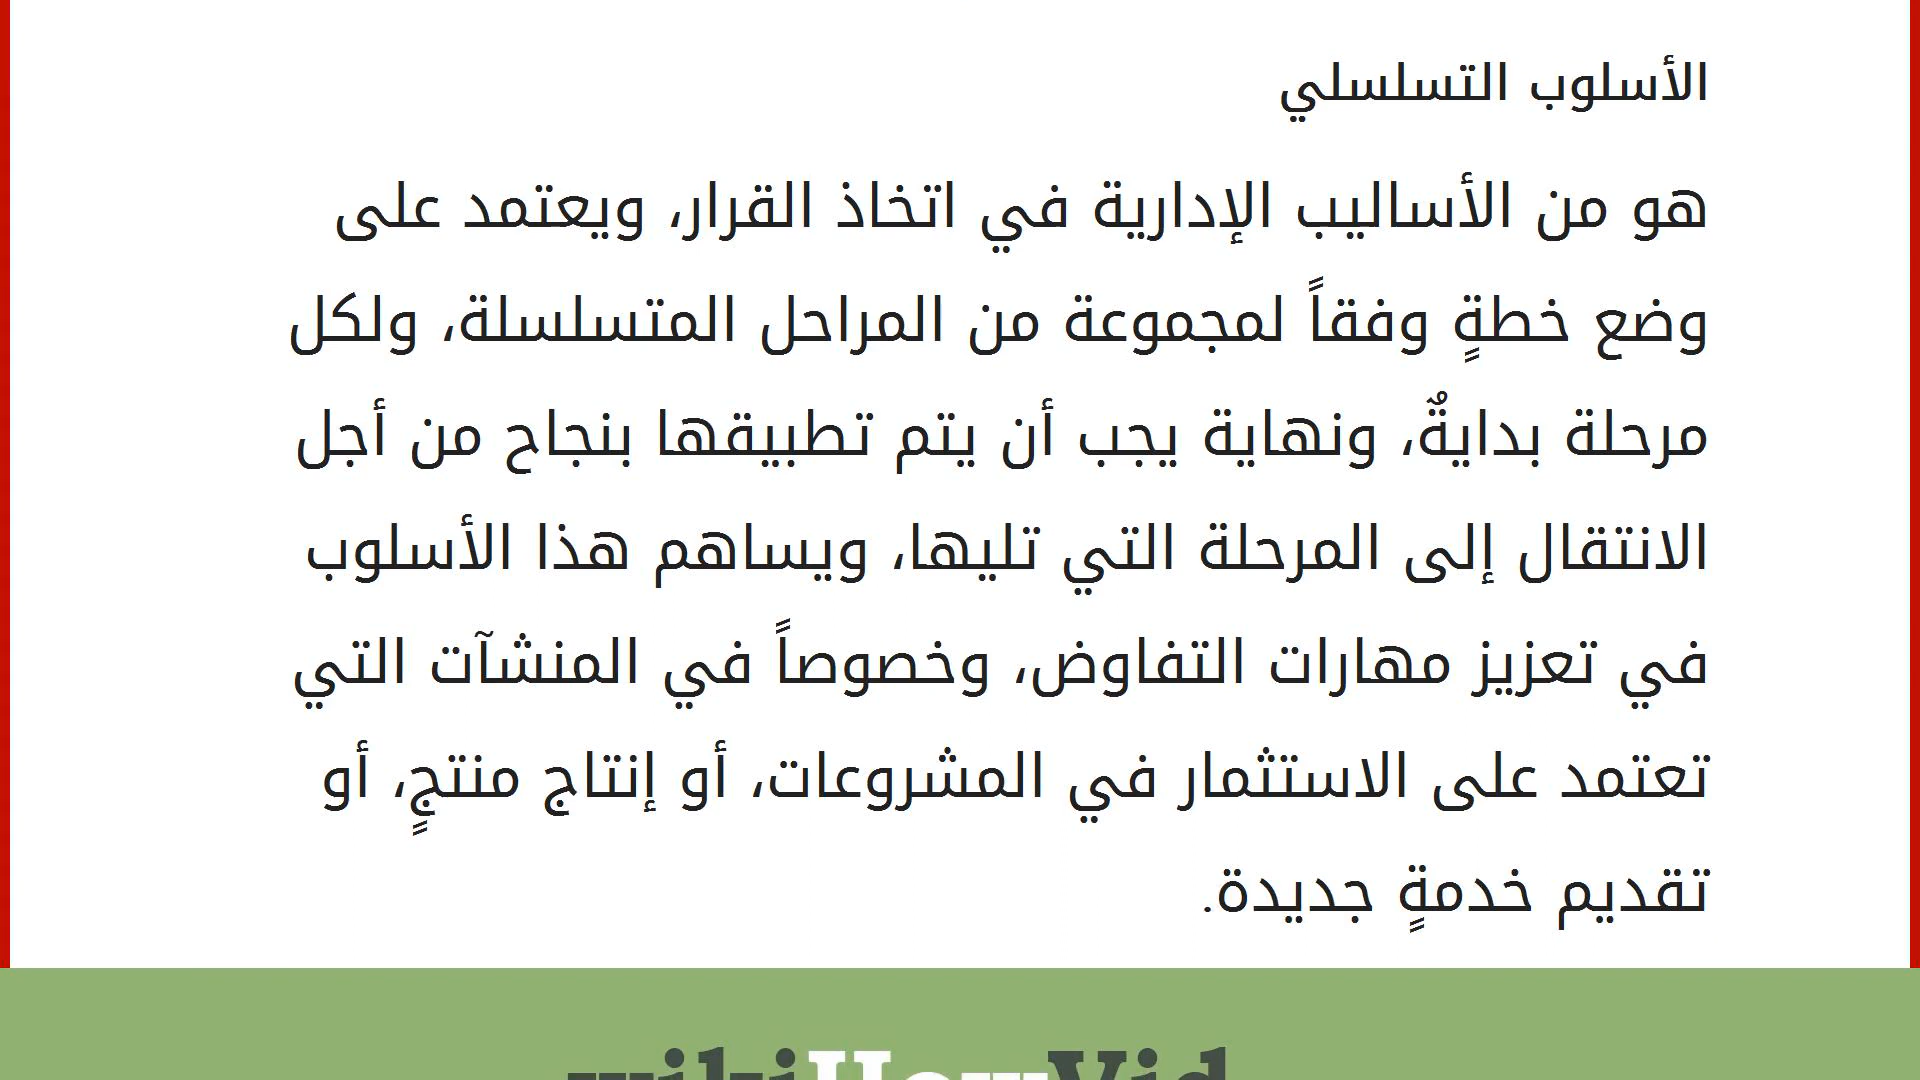 الأسلوب التسلسلي
هو من الأساليب الإدارية في اتخاذ القرار، ويعتمد على
وضع خطةٍ وفقاً لمجموعة من المراحل المتسلسلة، ولكل
مرحلة بدايةٌ، ونهاية يجب أن يتم تطبيقها بنجاح من أجل
الانتقال إلى المرحلة التي تليها، ويساهم هذا الأسلوب
في تعزيز مهارات التفاوض، وخصوصاً في المنشآت التي
تعتمد على الاستثمار في المشروعات، أو إنتاج منتجٍ، أو
تقديم خدمةٍ جديدة.
wikiHowVid